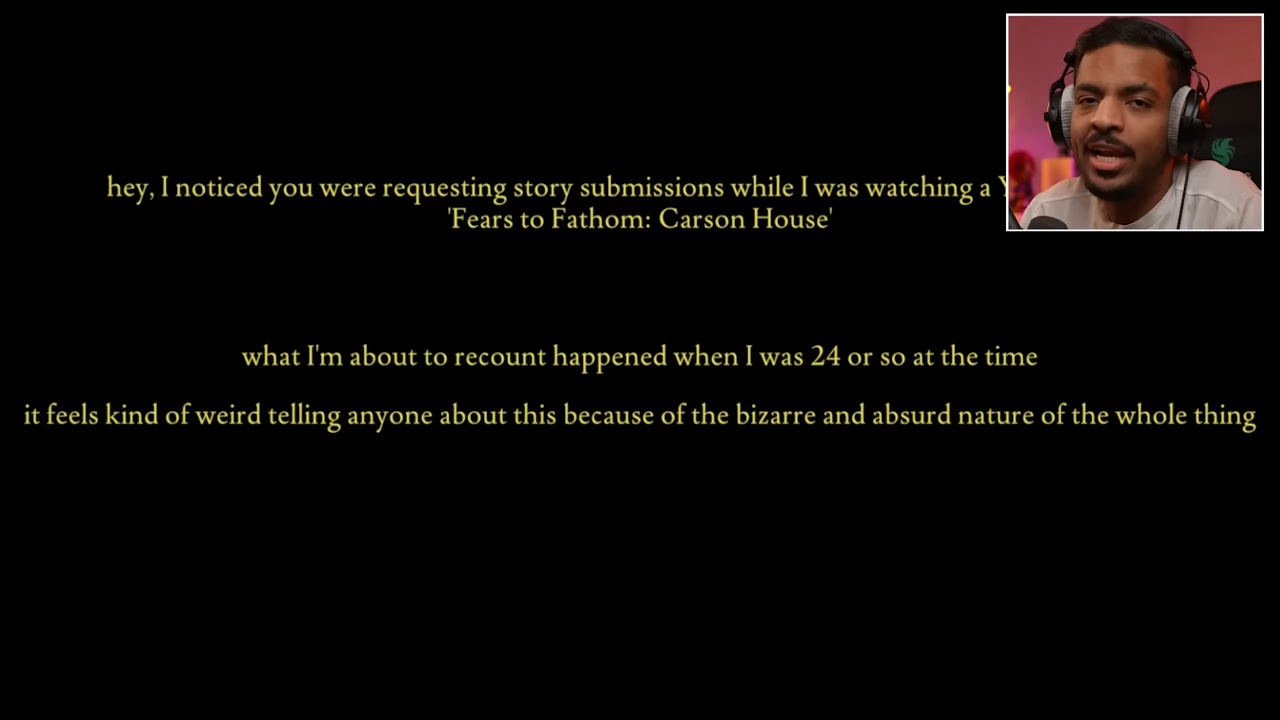 hey, I noticed you were requesting story submissions while I was watching a
'Fears to Fathom: Carson House'
what I'm about to recount happened when I was 24 or so at the time
it feels kind of weird telling anyone about this because of the bizarre and absurd nature of the whole thing